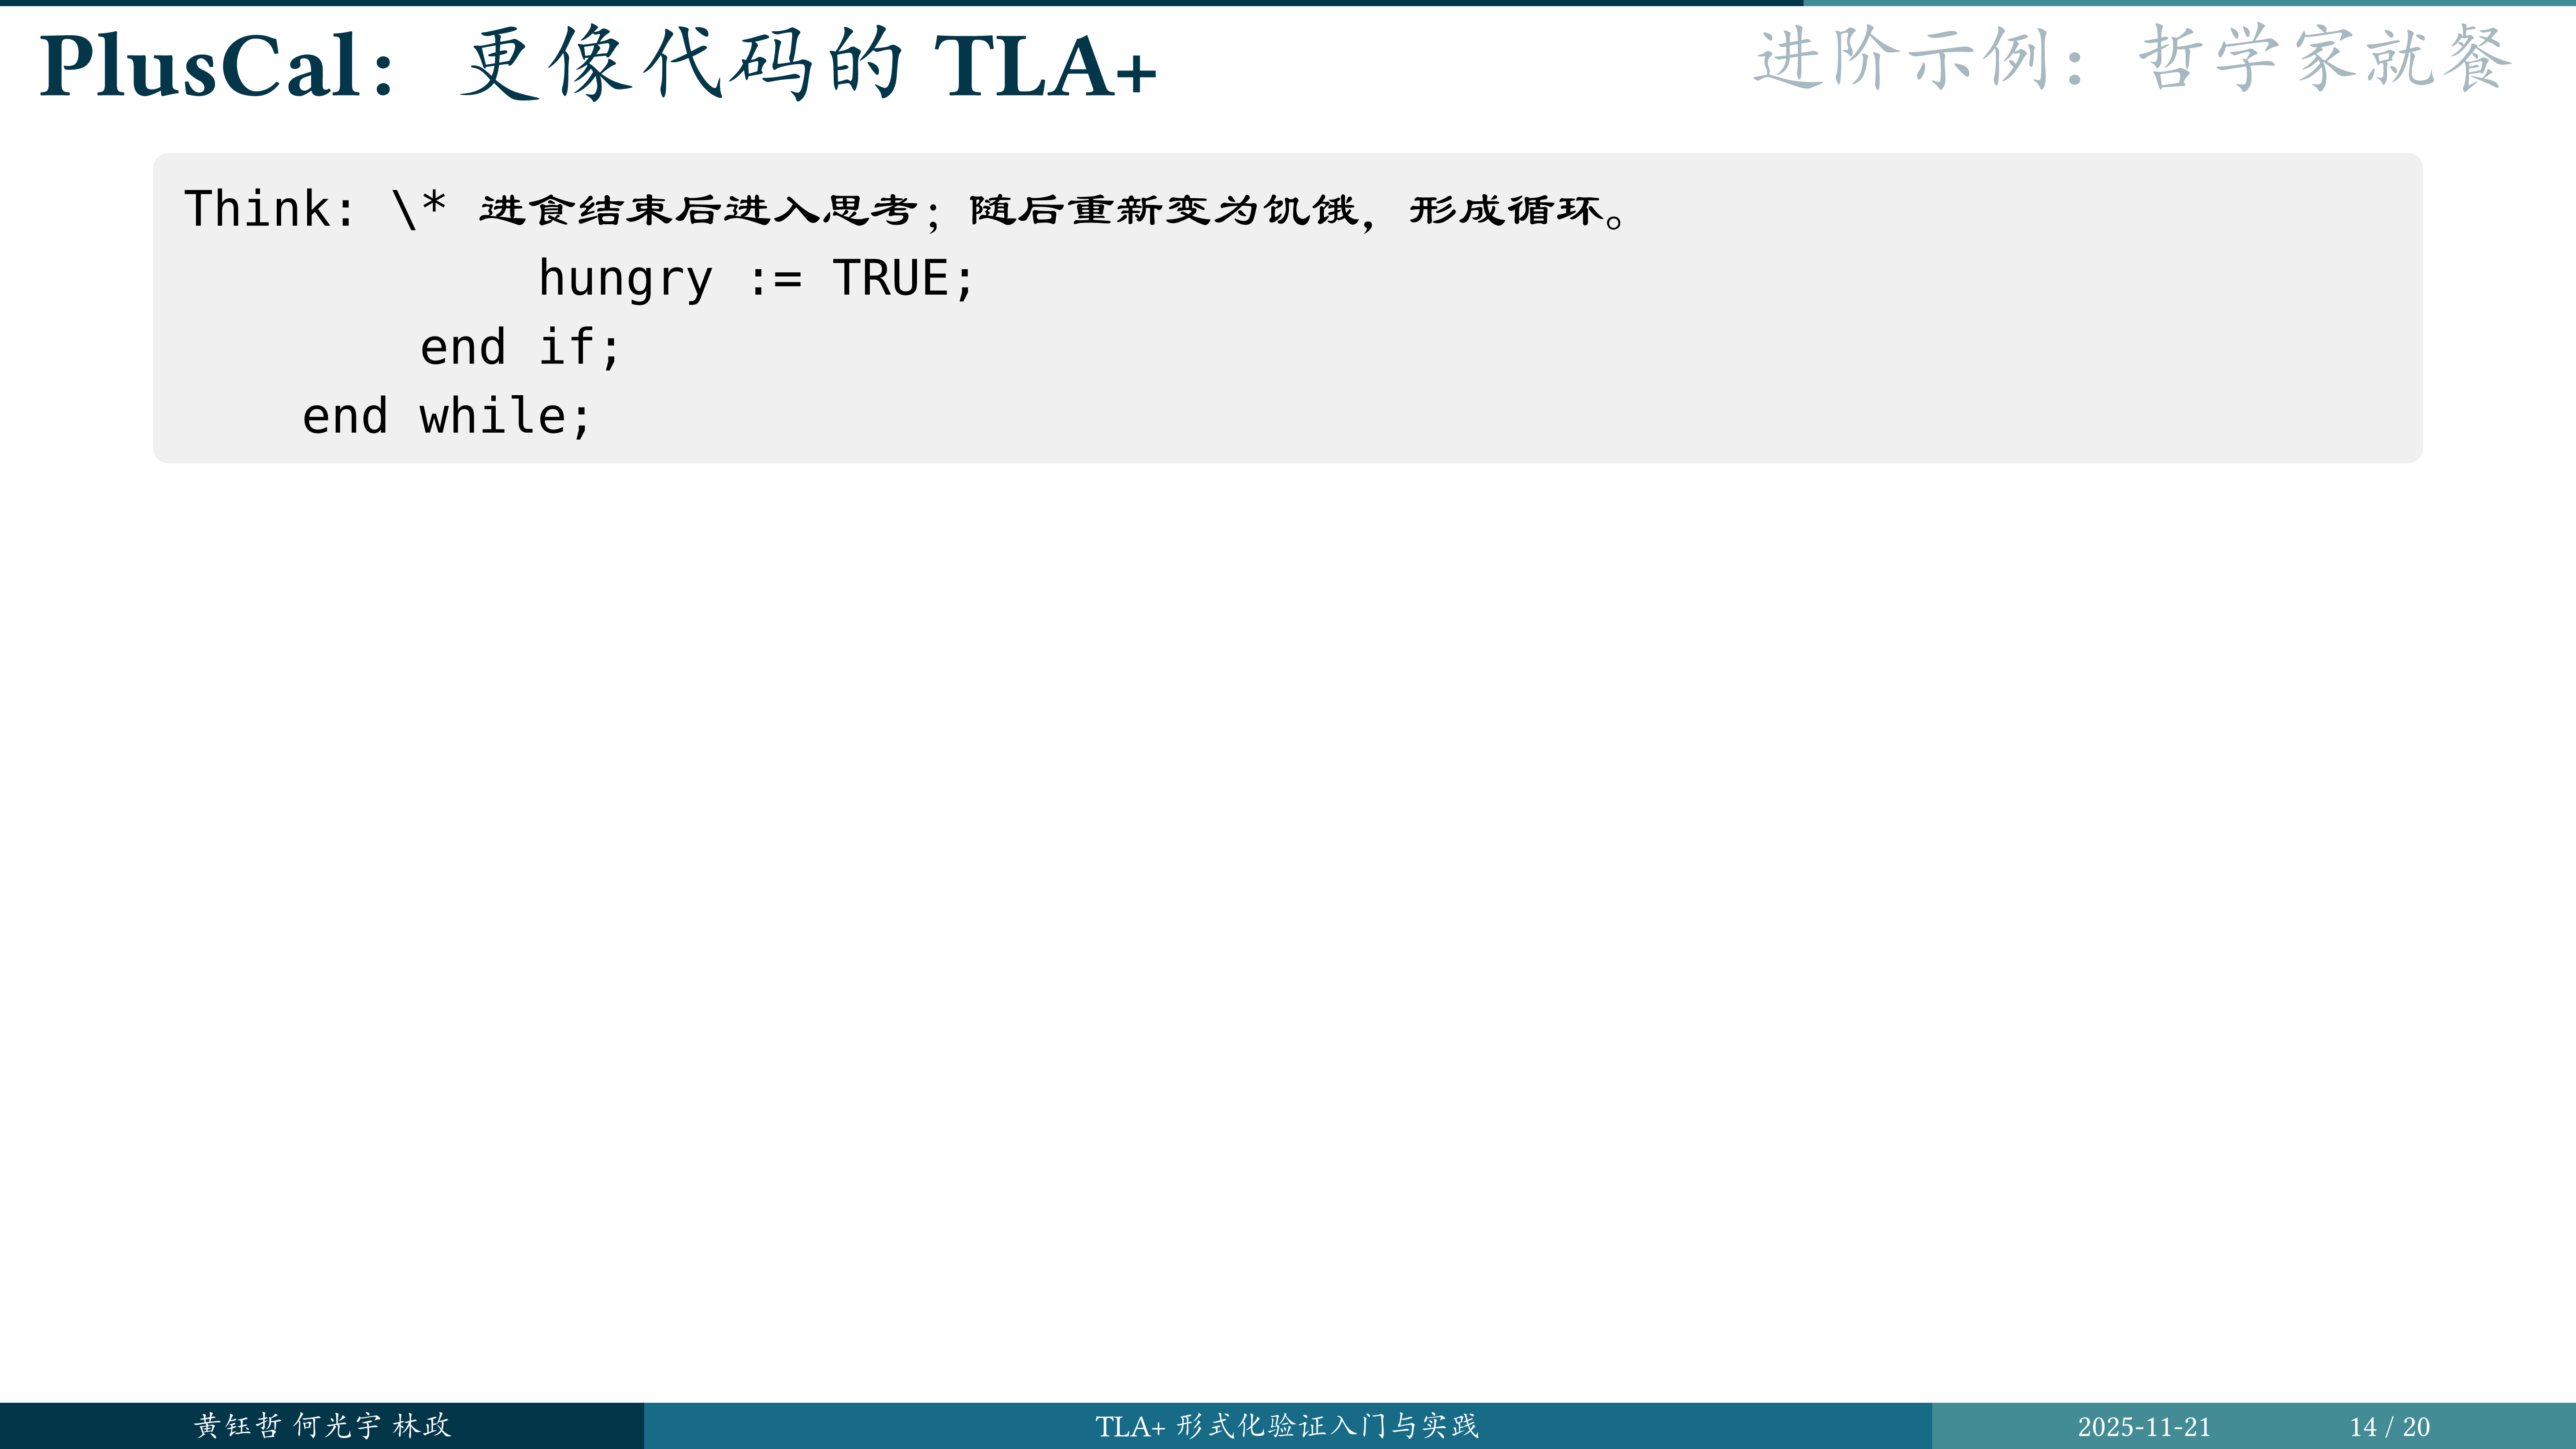 PlusCal：更像代码的 TLA+
进阶示例：哲学家就餐
Think: \* 进食结束后进入思考；随后重新变为饥饿，形成循环。
            hungry := TRUE;
        end if;
    end while;
黄钰哲 何光宇 林政
TLA+ 形式化验证入门与实践
2025-11-21
14 / 20